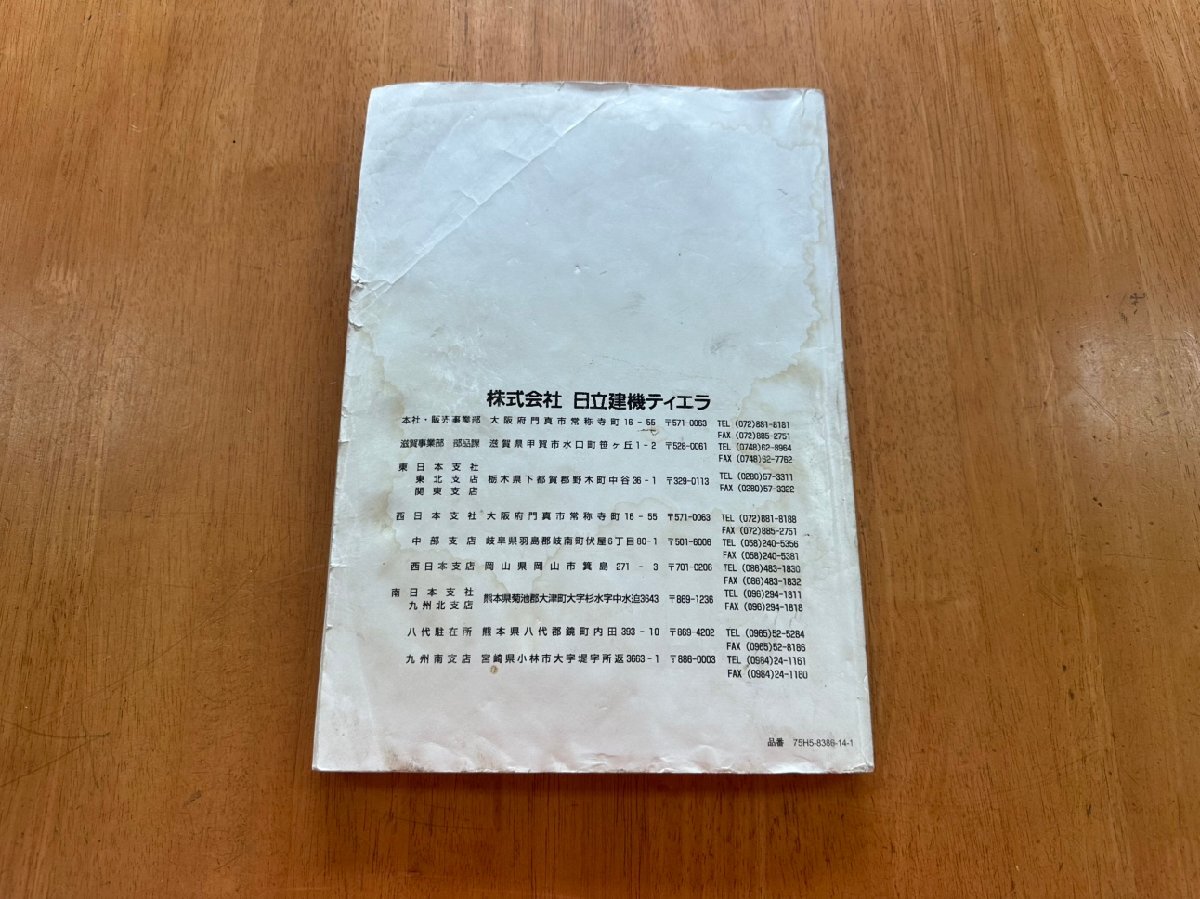 株式会社 日立建機ティエラ
本社・販売事業部 大阪府門真市常称寺町16-55 〒571-0063 TEL (072)881-8181
FAX (072)885-2751
滋賀事業部 部品課 滋賀県甲賀市水口町笹ヶ丘1-2 〒528-0061 TEL (0748)62-8964
FAX (0748)62-7762
東日本支社
東北支店 栃木県下都賀郡野木町中谷36-1 〒329-0113 TEL (0280)57-3311
関東支店 FAX (0280)57-3322
西日本支社 大阪府門真市常称寺町16-55 〒571-0063 TEL (072)881-8188
FAX (072)885-2751
中部支店 岐阜県羽島郡岐南町伏屋6丁目 〒501-6006 TEL (058)240-5356
FAX (058)240-5381
西日本支店 岡山県岡山市箕島 271-3 〒701-0206 TEL (086)483-1830
FAX (086)483-1832
南日本支社 TEL (096)294-1811
九州北支店 熊本県菊池郡大津町大字杉水字中水迫3643 〒869-1236 FAX (096)294-1818
八代駐在所 熊本県八代郡鏡町内田393-10 〒869-4202 TEL (0965)52-5284
FAX (0965)52-8186
九州南支店 宮崎県小林市大字堤字所返3663-1 〒886-0003 TEL (0984)24-1161
FAX (0984)24-1160
品番 75H5-8386-14-1